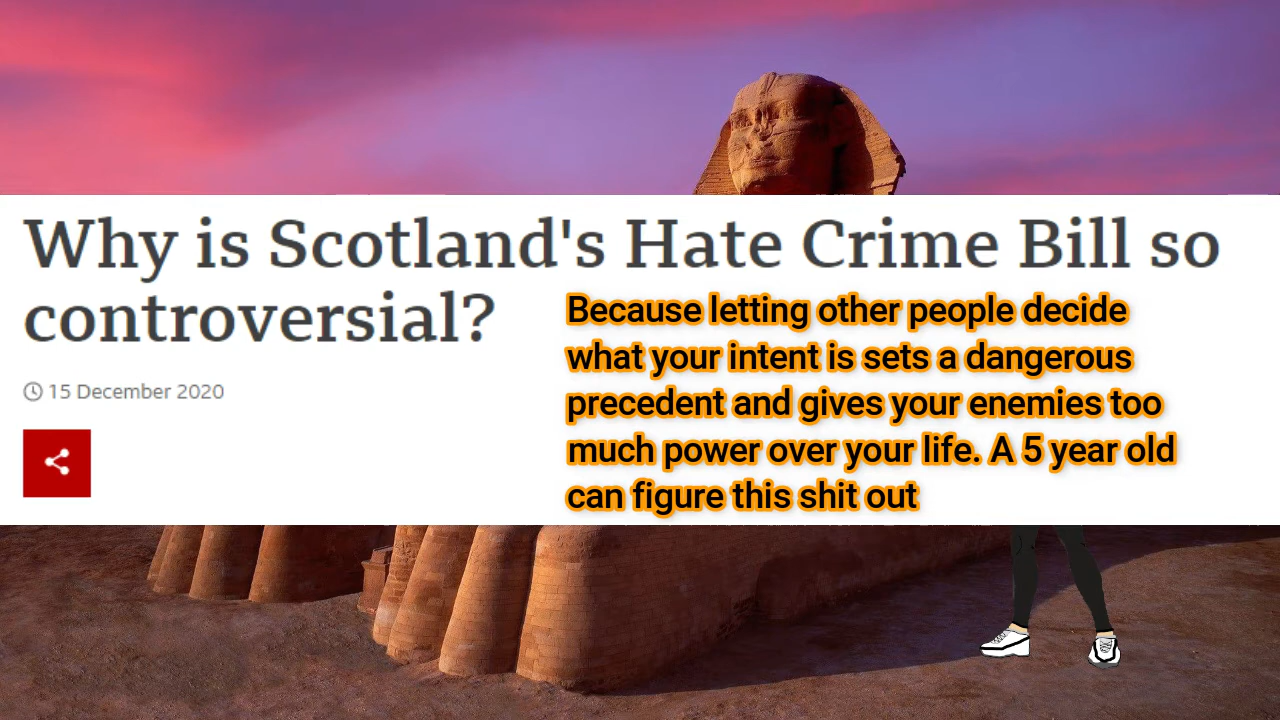 Why is Scotland's Hate Crime Bill so
controversial?
Because letting other people decide
what your intent is sets a dangerous
precedent and gives your enemies too
much power over your life. A 5 year old
can figure this shit out
15 December 2020